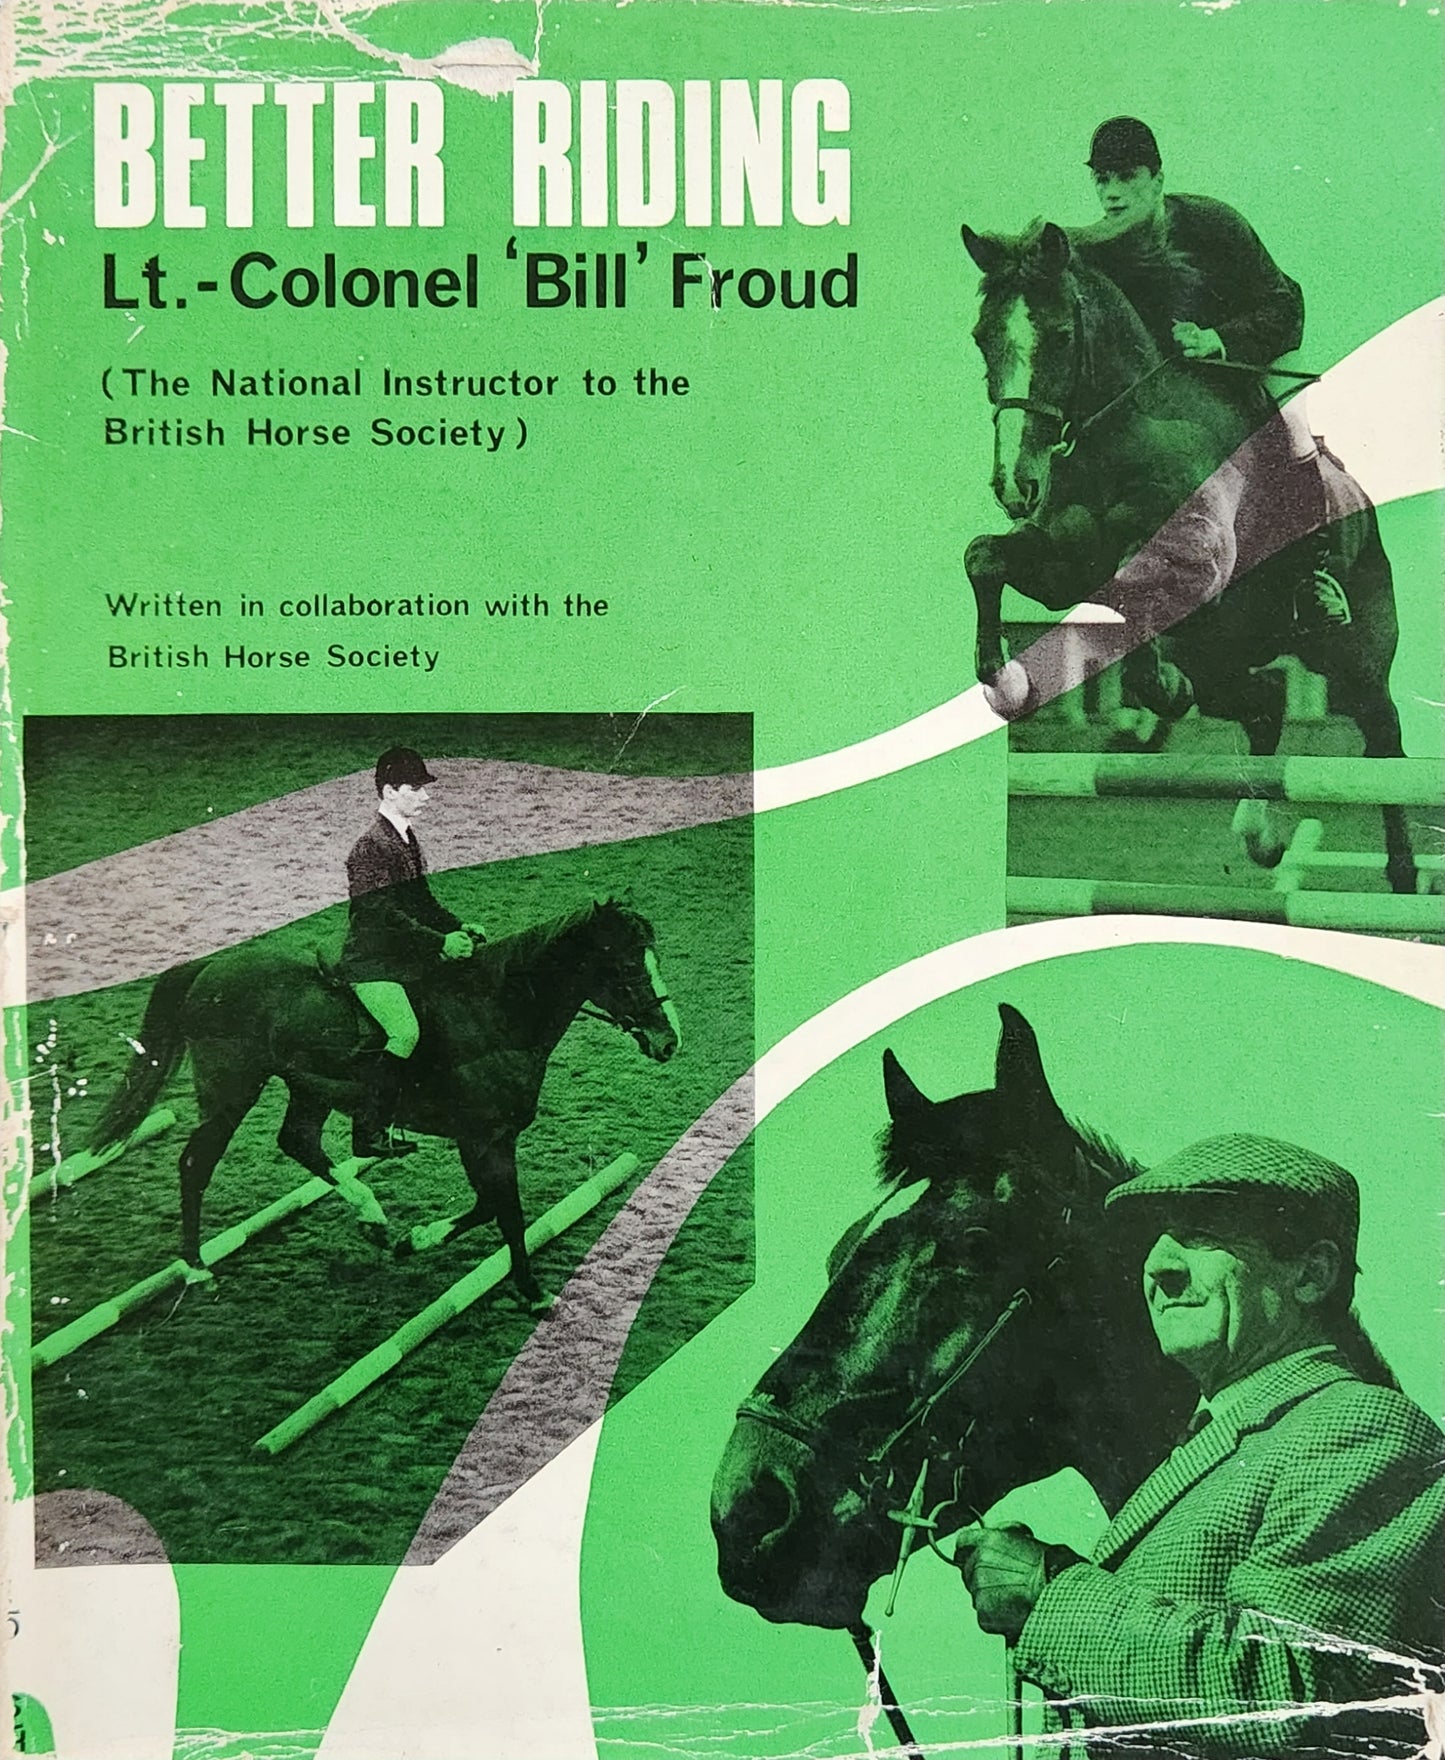 BETTER RIDING
Lt.-Colonel 'Bill' Froud
(The National Instructor to the
British Horse Society)
Written in collaboration with the
British Horse Society
5